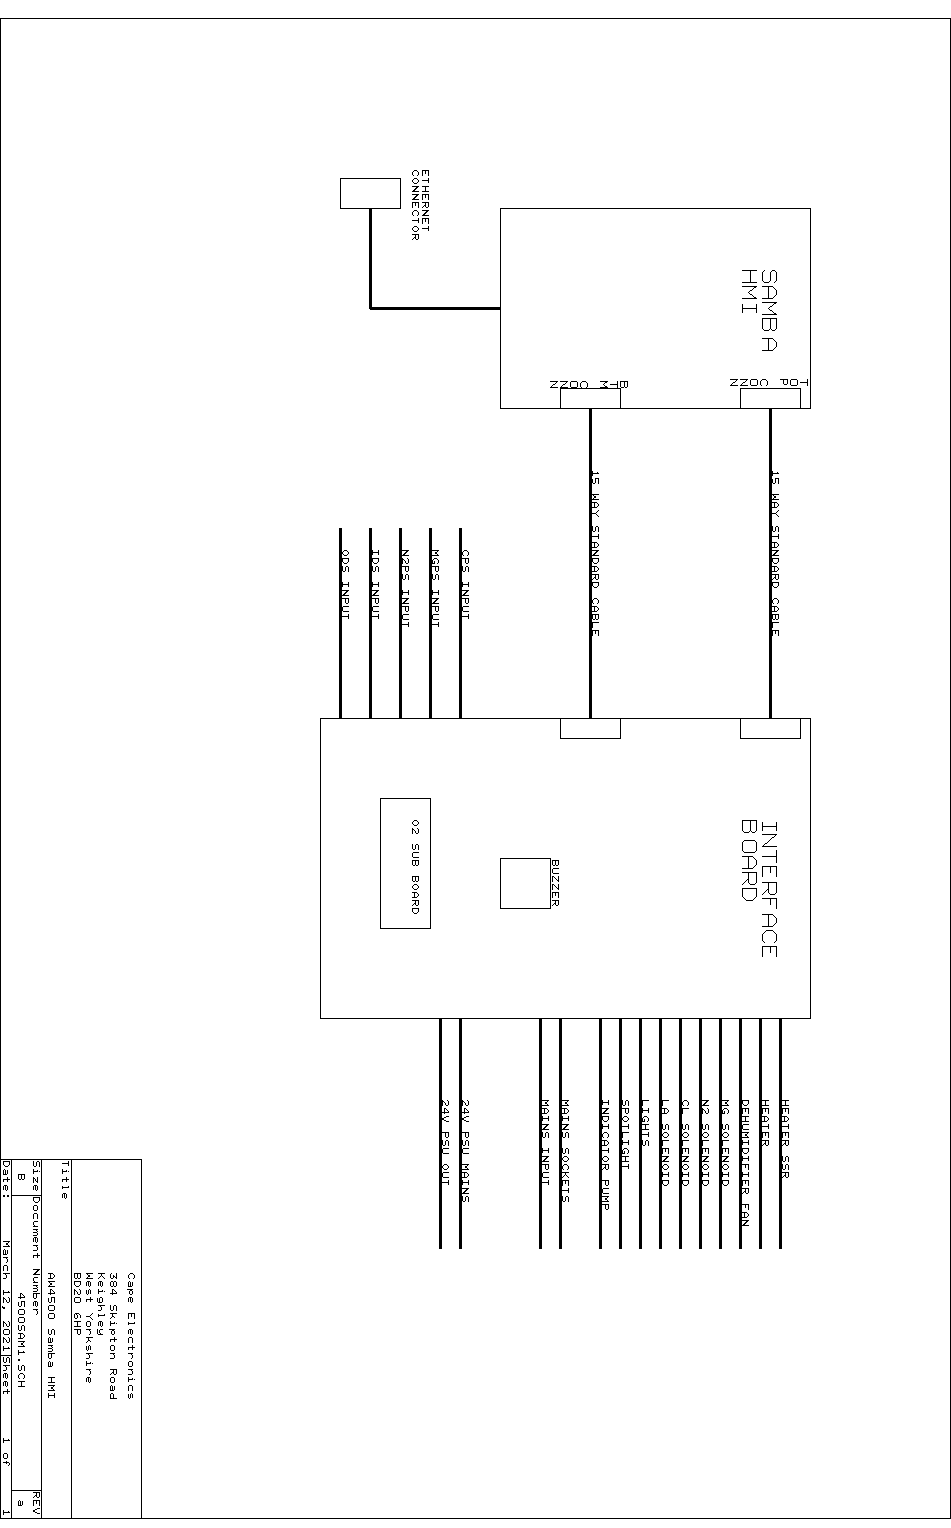 SAMBA
HMI
TOP CONN
BTM CONN
ETHERNET
CONNECTOR
15 WAY STANDARD CABLE
15 WAY STANDARD CABLE
CPS INPUT
MGPS INPUT
N2PS INPUT
IDS INPUT
ODS INPUT
INTERFACE
BOARD
BUZZER
O2 SUB BOARD
HEATER SSR
HEATER
DEHUMIDIFIER FAN
MG SOLENOID
N2 SOLENOID
CL SOLENOID
LA SOLENOID
LIGHTS
SPOTLIGHT
INDICATOR PUMP
MAINS SOCKETS
MAINS INPUT
24V PSU MAINS
24V PSU OUT
Cape Electronics
384 Skipton Road
Keighley
West Yorkshire
BD20 6HP
Title
AW4500 Samba HMI
Size Document Number REV
B 4500SAM1.SCH a
Date: March 12, 2021 Sheet 1 of 1